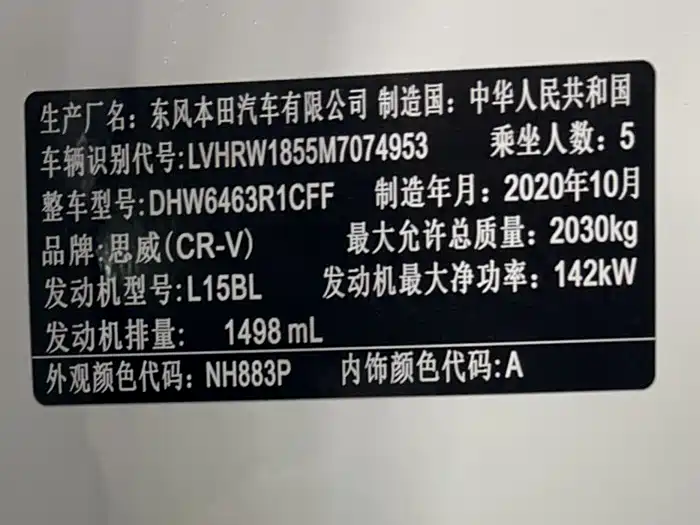 生产厂名：东风本田汽车有限公司 制造国：中华人民共和国
车辆识别代号:LVHRW1855M7074953 乘坐人数：5
整车型号:DHW6463R1CFF 制造年月：2020年10月
品牌:思威(CR-V) 最大允许总质量：2030kg
发动机型号:L15BL 发动机最大净功率：142kW
发动机排量： 1498 mL
外观颜色代码：NH883P 内饰颜色代码:A